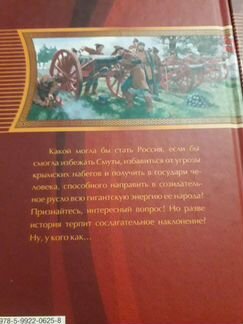 Какой могла бы стать Россия, если бы
смогла избежать Смуты, избавиться от угрозы
крымских набегов и получить в государи че-
ловека, способного направить в созидатель-
ное русло всю гигантскую энергию ее народа!
Признайтесь, интересный вопрос! Но разве
история терпит сослагательное наклонение?
Ну, у кого как...
978-5-9922-0625-8